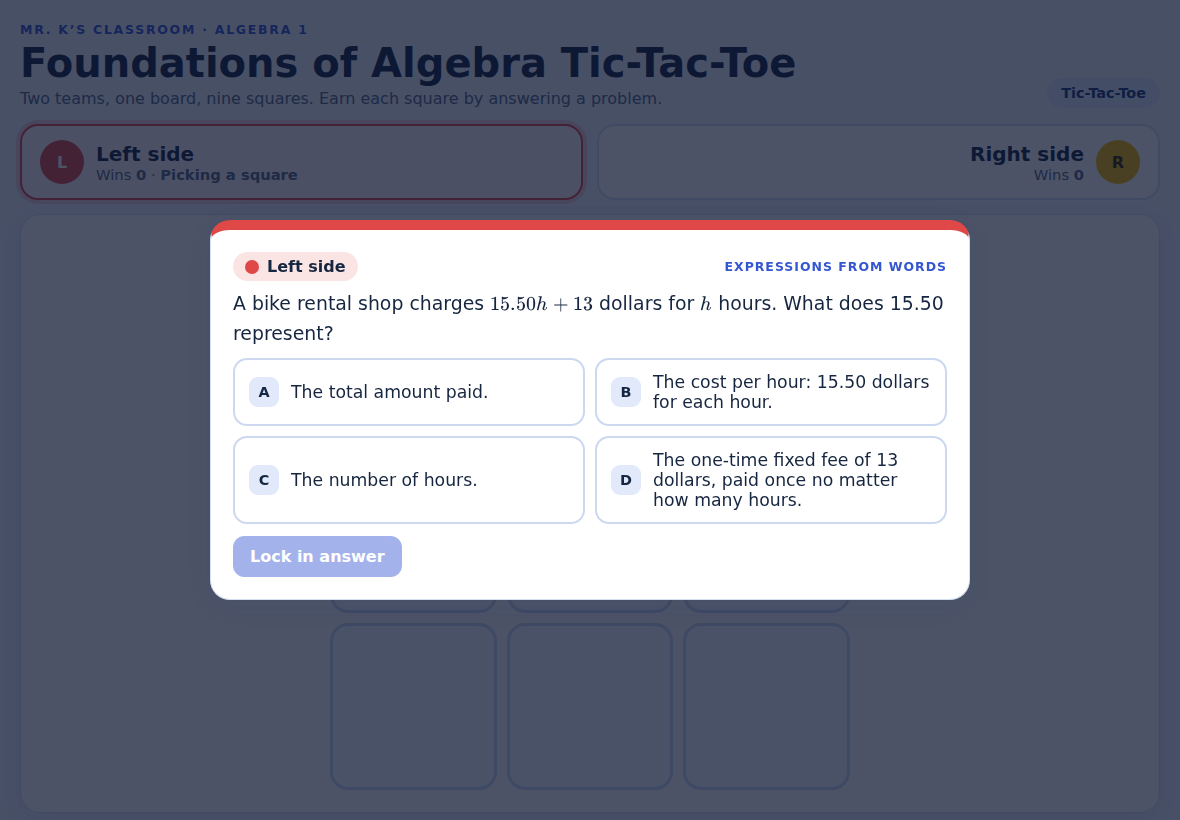 MR. K'S CLASSROOM · ALGEBRA 1
Foundations of Algebra Tic-Tac-Toe
Two teams, one board, nine squares. Earn each square by answering a problem.
Tic-Tac-Toe
L
Left side
Wins 0 · Picking a square
Right side
Wins 0
R
Left side
EXPRESSIONS FROM WORDS
A bike rental shop charges 15.50h + 13 dollars for h hours. What does 15.50
represent?
A
The total amount paid.
B
The cost per hour: 15.50 dollars
for each hour.
C
The number of hours.
D
The one-time fixed fee of 13
dollars, paid once no matter
how many hours.
Lock in answer